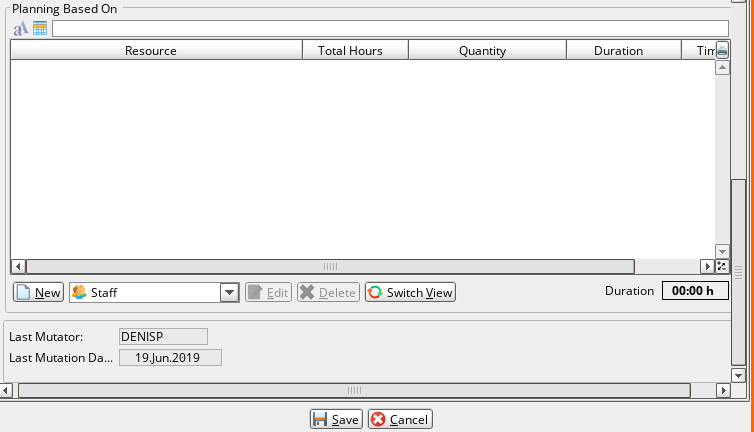 Planning Based On
Resource Total Hours Quantity Duration Tim
New Staff Edit Delete Switch View Duration 00:00 h
Last Mutator: DENISP
Last Mutation Da... 19.Jun.2019
Save Cancel